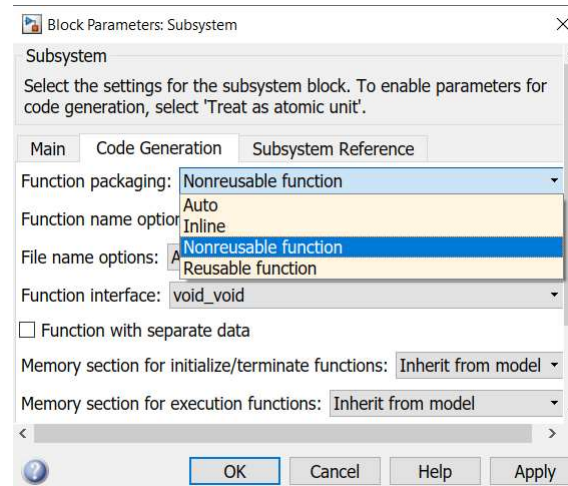 Block Parameters: Subsystem
Subsystem
Select the settings for the subsystem block. To enable parameters for
code generation, select 'Treat as atomic unit'.
Main Code Generation Subsystem Reference
Function packaging: Nonreusable function
Auto
Function name option
Inline
Nonreusable function
File name options: A
Reusable function
Function interface: void_void
Function with separate data
Memory section for initialize/terminate functions: Inherit from model
Memory section for execution functions: Inherit from model
OK Cancel Help Apply